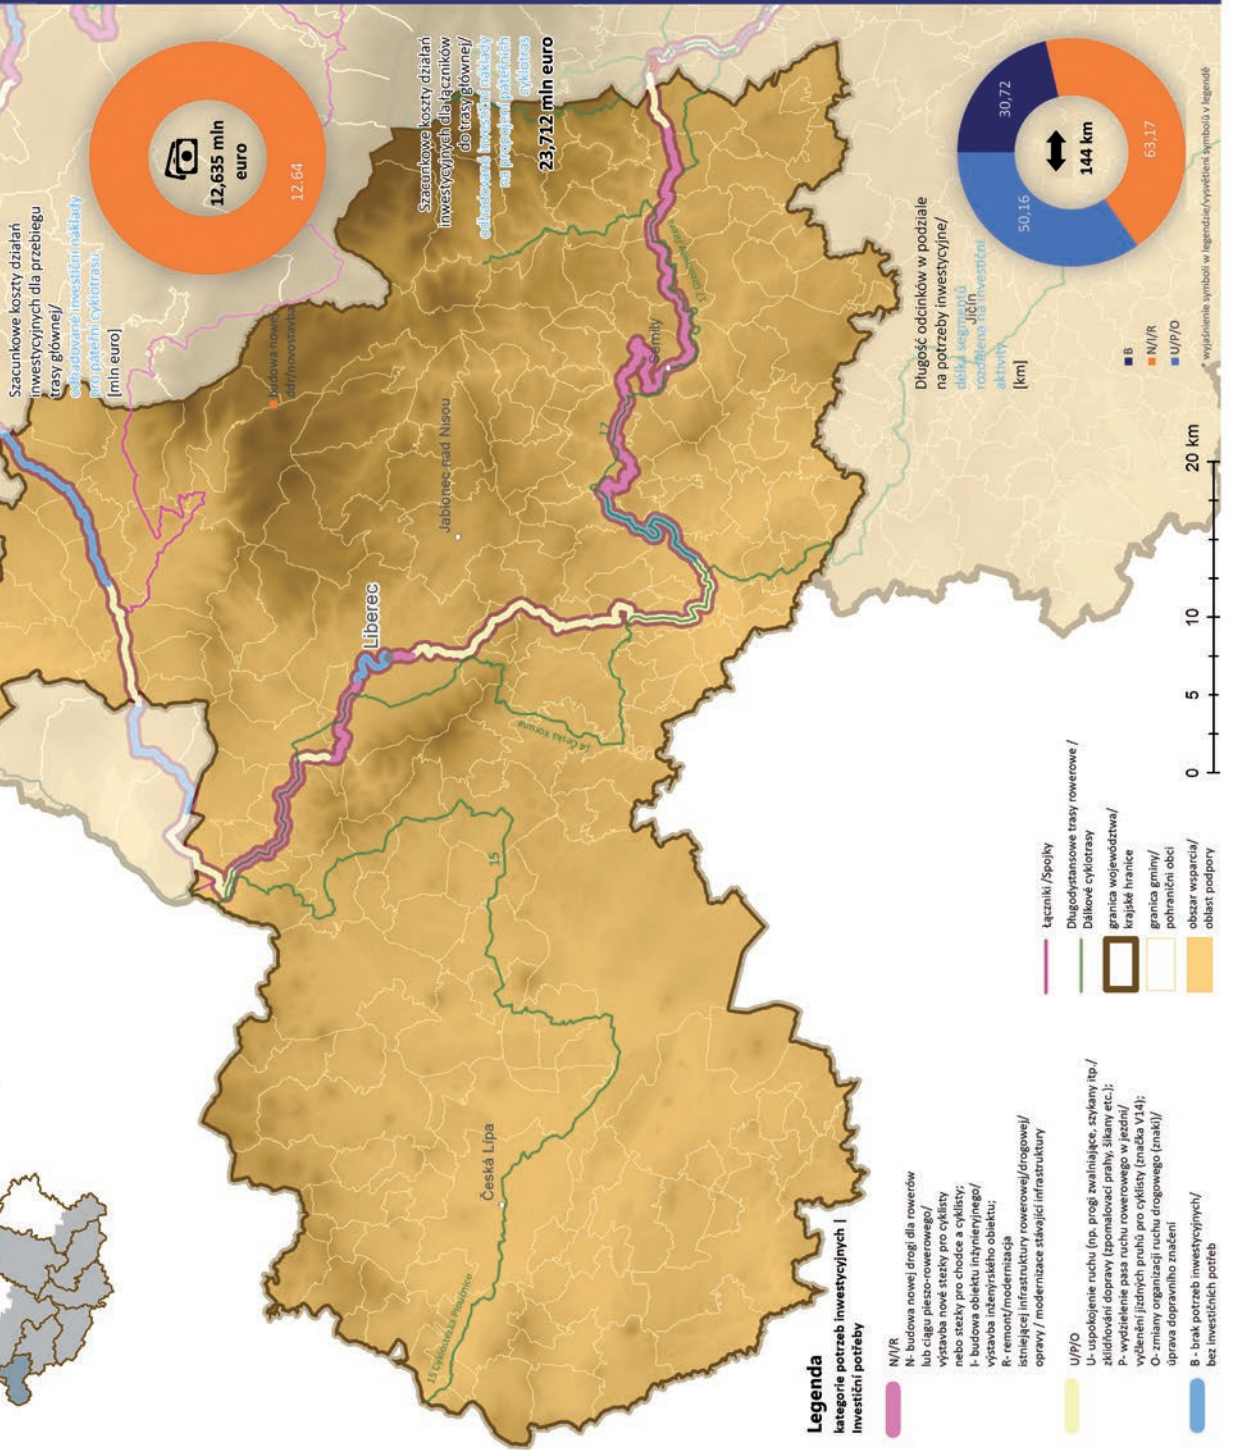 Szacunkowe koszty działań
inwestycyjnych dla przebiegu
trasy głównej/
odhadované investiční náklady
pro páteřní cyklotrasu,
[mln euro]
12,635 mln
euro
12.64
budowa nowej
ddr/novostavba
Szacunkowe koszty działań
inwestycyjnych dla łączników
do trasy głównej/
odhadované investiční náklady
na propojení páteřních
cyklotras
23,712 mln euro
Długość odcinków w podziale
na potrzeby inwestycyjne/
délka segmentů
rozdělená na investiční
aktivity
[km]
Jičín
30,72
63,17
50,16
144 km
B
N/I/R
U/P/O
* wyjaśnienie symboli w legendzie/vysvětlení symbolů v legendě
Liberec
Jablonec nad Nisou
Semily
Česká Lípa
17
14 Česká Koruna
15
15 Cyklostezka Ploučnice
0
5
10
20 km
Legenda
kategorie potrzeb inwestycyjnych |
Investiční potřeby
N/I/R
N- budowa nowej drogi dla rowerów
lub ciągu pieszo-rowerowego/
výstavba nové stezky pro cyklisty
nebo stezky pro chodce a cyklisty;
I- budowa obiektu inżynieryjnego/
výstavba inženýrského objektu;
R- remont/modernizacja
istniejącej infrastruktury rowerowej/drogowej/
opravy / modernizace stávající infrastruktury
U/P/O
U- uspokojenie ruchu (np. progi zwalniające, szykany itp./
zklidňování dopravy (zpomalovací prahy, šikany etc.);
P- wydzielenie pasa ruchu rowerowego w jezdni/
vyčlenění jízdných pruhů pro cyklisty (značka V14);
O- zmiany organizacji ruchu drogowego (znaki)/
úprava dopravního značení
B - brak potrzeb inwestycyjnych/
bez investičních potřeb
Łączniki /Spojky
Długodystansowe trasy rowerowe /
Dálkové cyklotrasy
granica województwa/
krajské hranice
granica gminy/
pohraniční obcí
obszar wsparcia/
oblast podpory